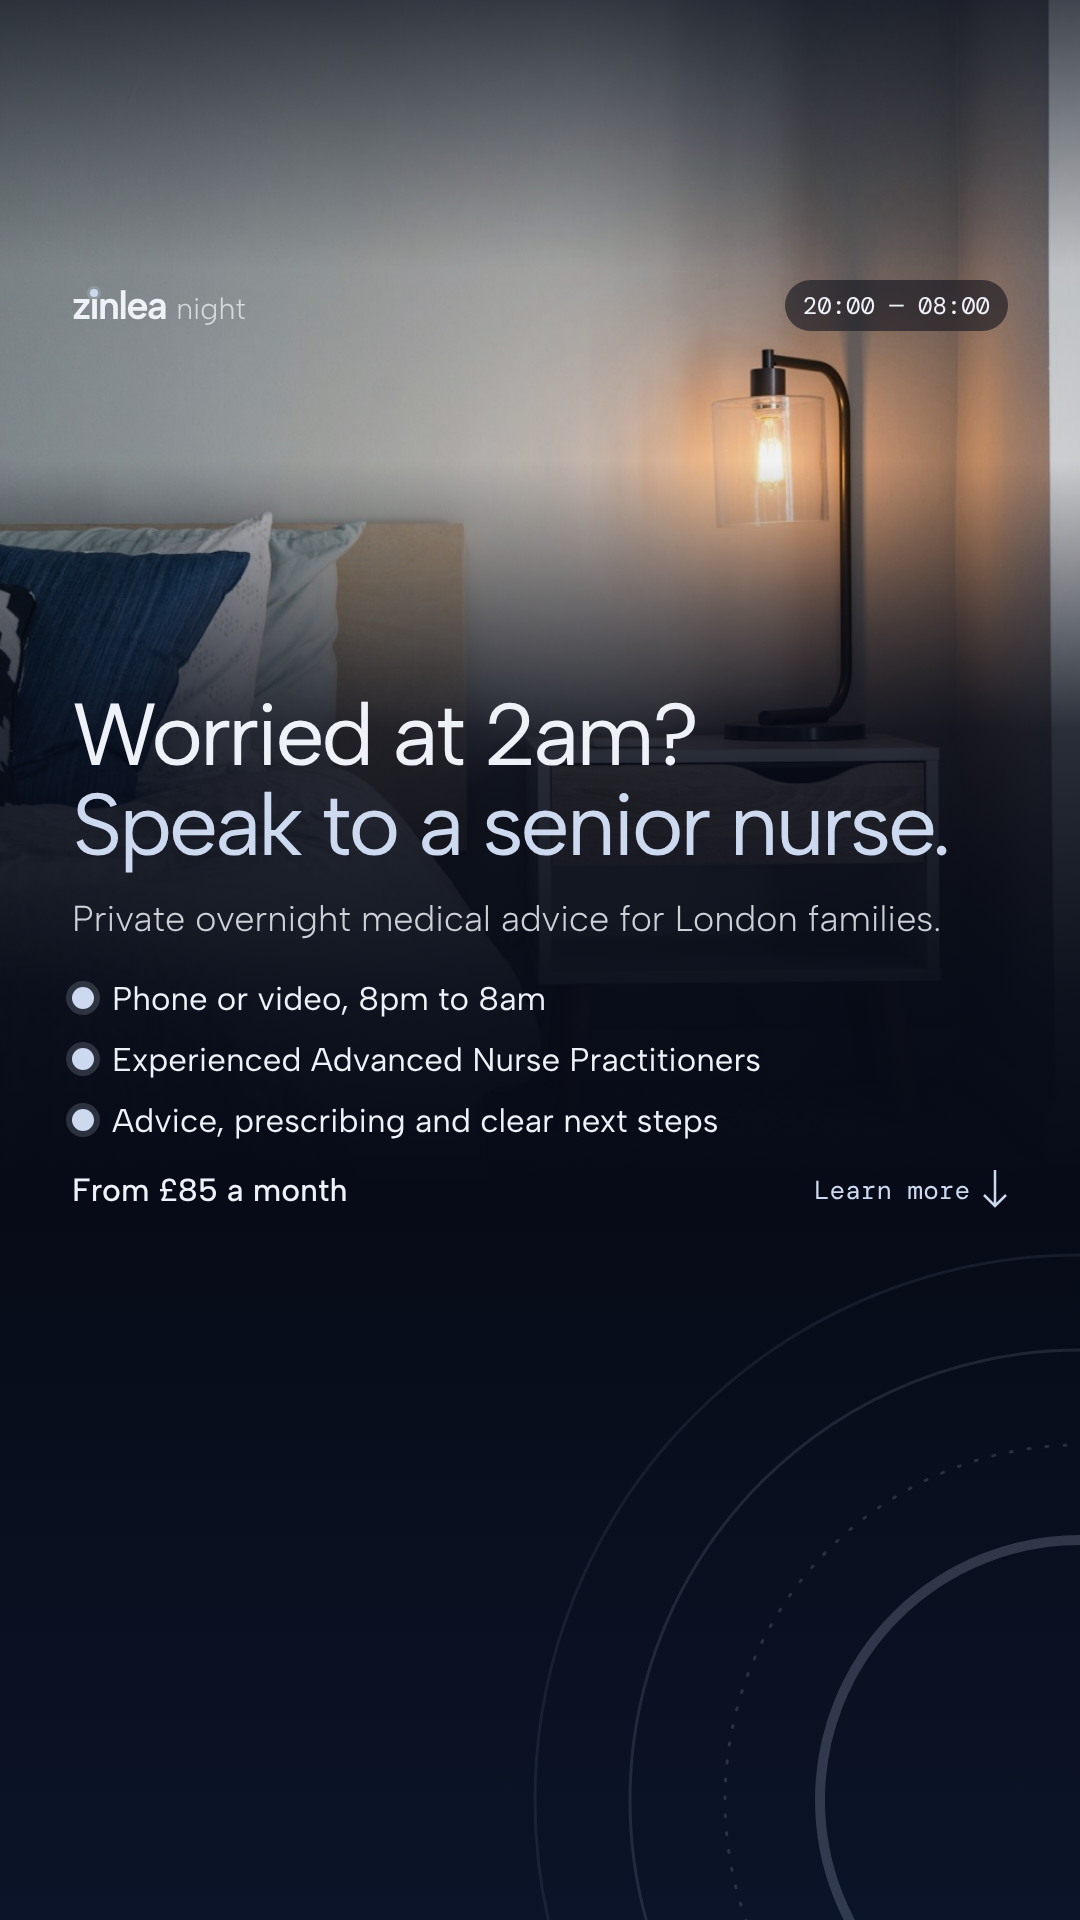 zinlea night
20:00 — 08:00
Worried at 2am?
Speak to a senior nurse.
Private overnight medical advice for London families.
Phone or video, 8pm to 8am
Experienced Advanced Nurse Practitioners
Advice, prescribing and clear next steps
From £85 a month
Learn more ↓